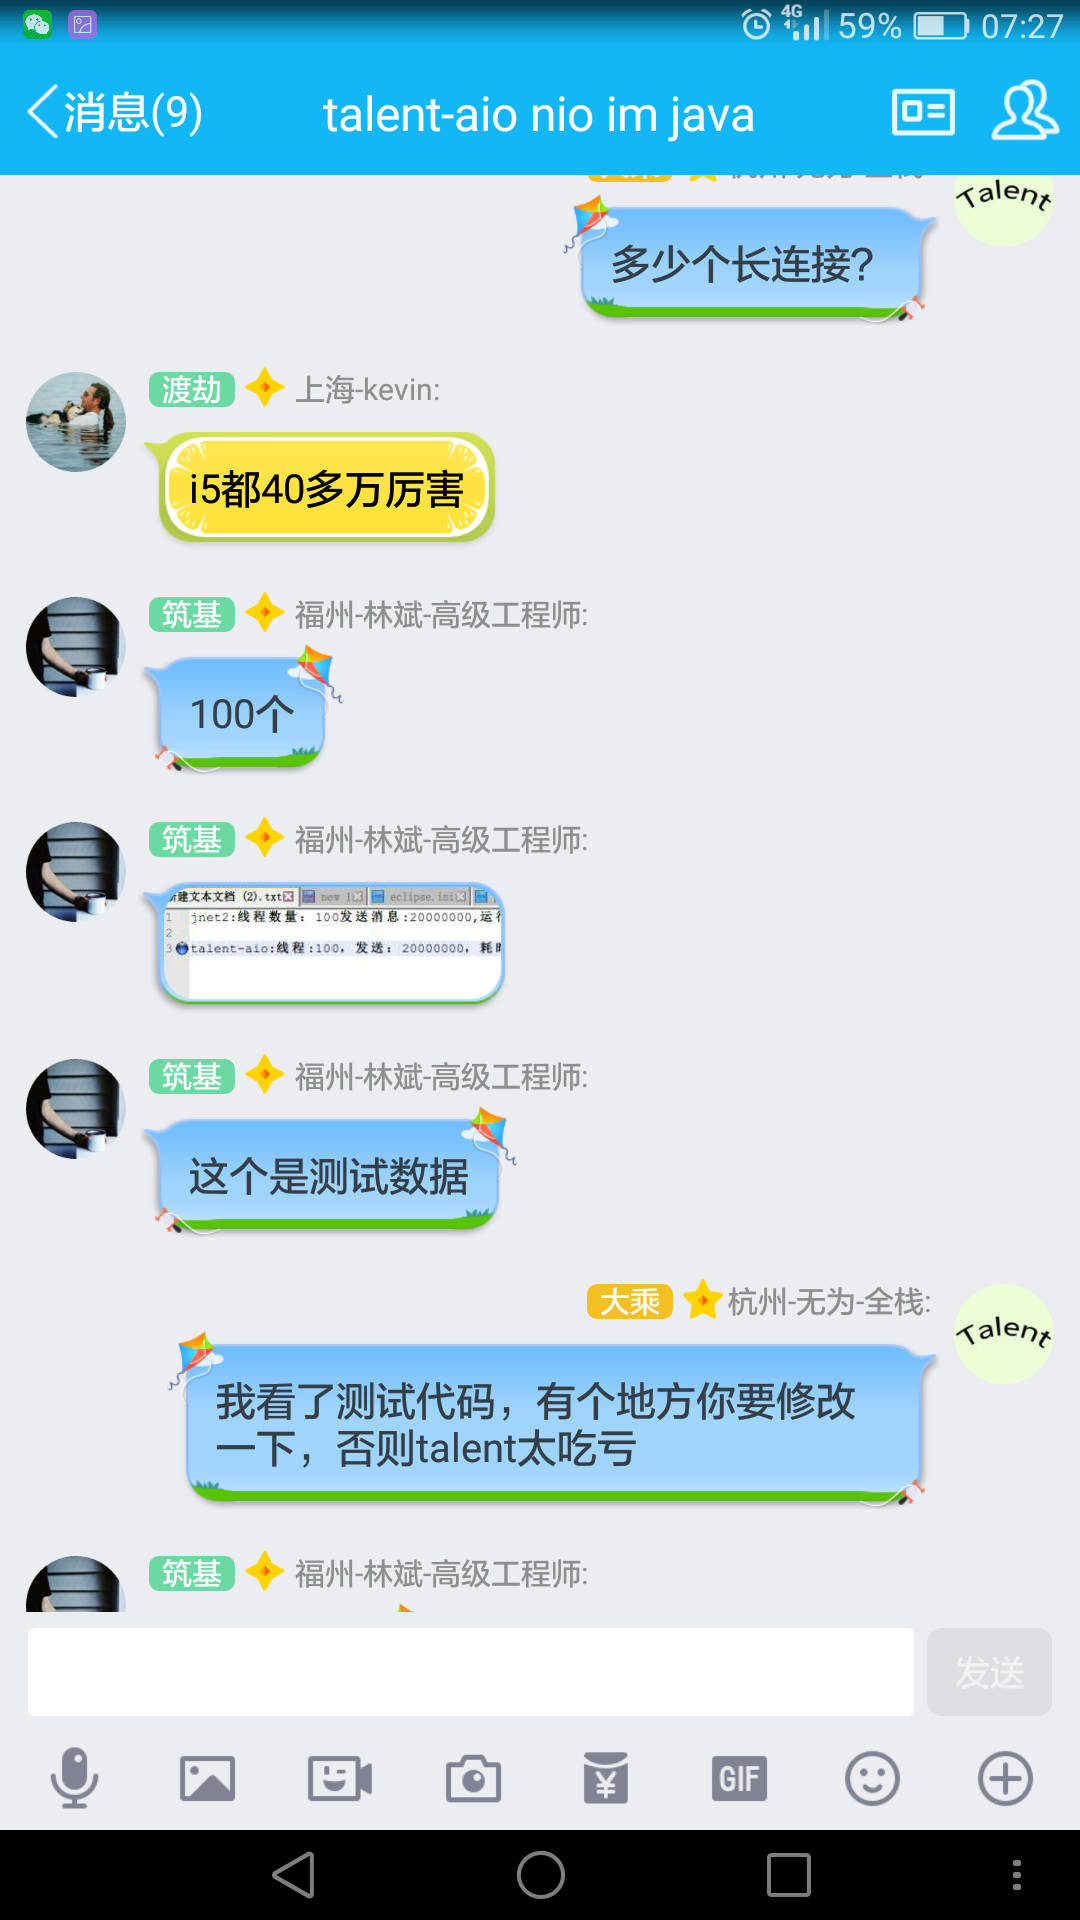 4G 59% 07:27
消息(9) talent-aio nio im java
Talent
多少个长连接?
渡劫 上海-kevin:
i5都40多万厉害
筑基 福州-林斌-高级工程师:
100个
筑基 福州-林斌-高级工程师:
建文本文档 (2).txt new 1 eclipse.ini
1 jnet2:线程数量: 100发送消息:20000000,运行
2
3 talent-aio:线程:100, 发送: 20000000, 耗时
筑基 福州-林斌-高级工程师:
这个是测试数据
大乘 杭州-无为-全栈:
Talent
我看了测试代码，有个地方你要修改
一下，否则talent太吃亏
筑基 福州-林斌-高级工程师:
发送
GIF